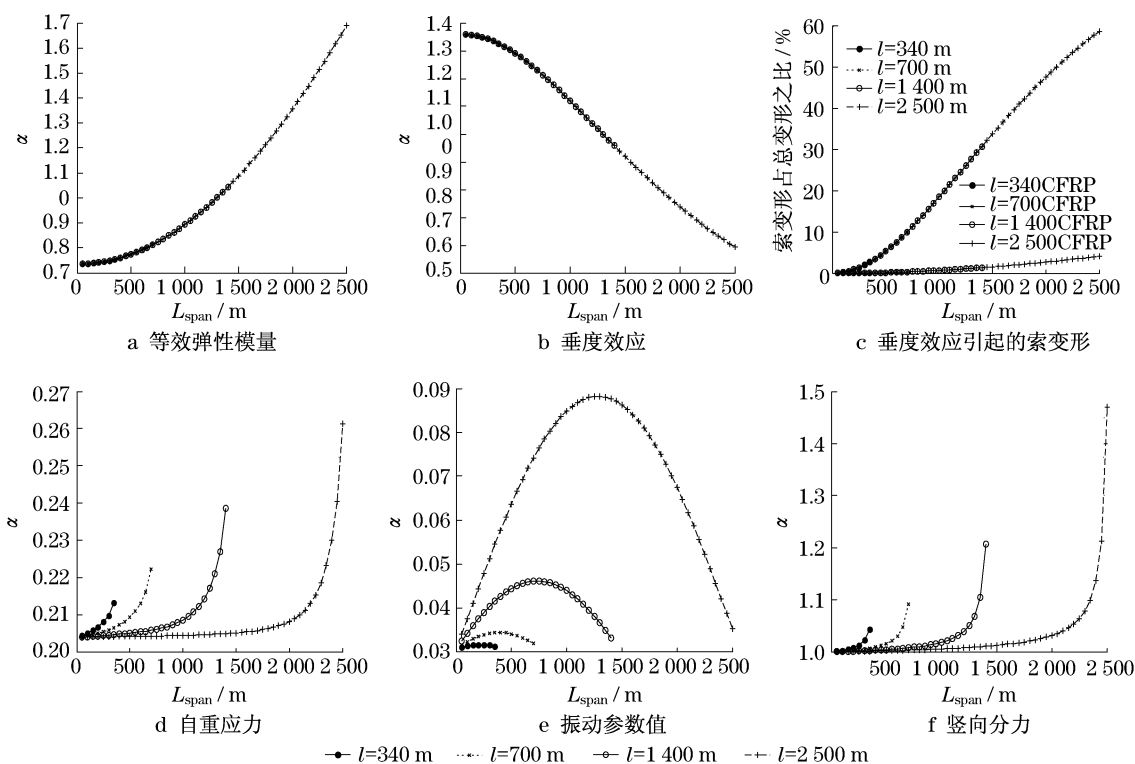 1.7
1.6
1.5
1.4
1.3
1.2
1.1
0
0.9
0.8
0.7
α
0 500 1 000 1 500 2 000 2 500
Lspan / m
a 等效弹性模量
1.4
1.3
1.2
1.1
1.0
0
0.9
0.8
0.7
0.6
0.5
α
0 500 1 000 1 500 2 000 2 500
Lspan / m
b 垂度效应
索变形占总变形之比 / %
60
50
40
30
20
10
0
l=340 m
l=700 m
l=1 400 m
l=2 500 m
l=340CFRP
l=700CFRP
l=1 400CFRP
l=2 500CFRP
500 1 000 1 500 2 000 2 500
Lspan / m
c 垂度效应引起的索变形
0.27
0.26
0.25
0.24
0.23
0.22
0.21
0.20
α
0 500 1 000 1 500 2 000 2 500
Lspan / m
d 自重应力
0.09
0.08
0.07
0.06
0.05
0.04
0.03
α
0 500 1 000 1 500 2 000 2 500
Lspan / m
e 振动参数值
1.5
1.4
1.3
1.2
1.1
1.0
α
500 1 000 1 500 2 000 2 500
Lspan / m
f 竖向分力
l=340 m l=700 m l=1 400 m l=2 500 m